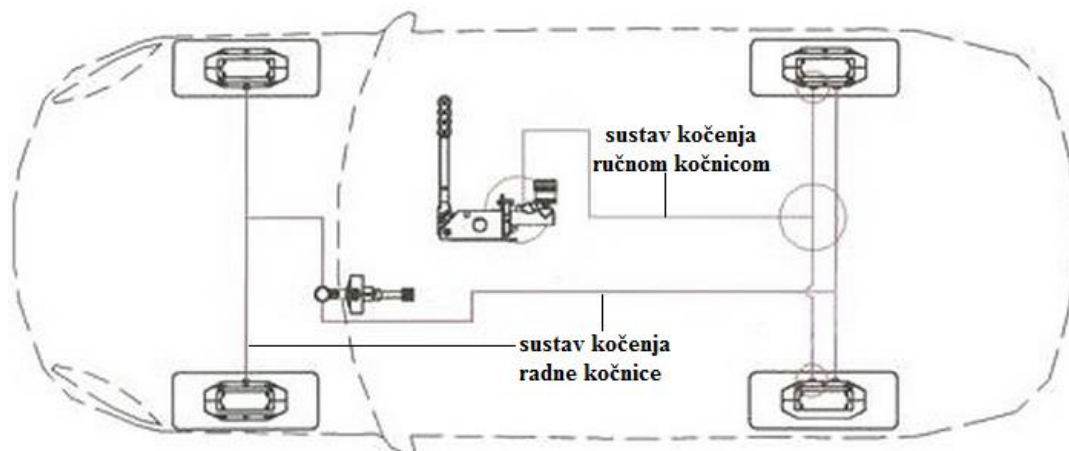 sustav kočenja
ručnom kočnicom
sustav kočenja
radne kočnice